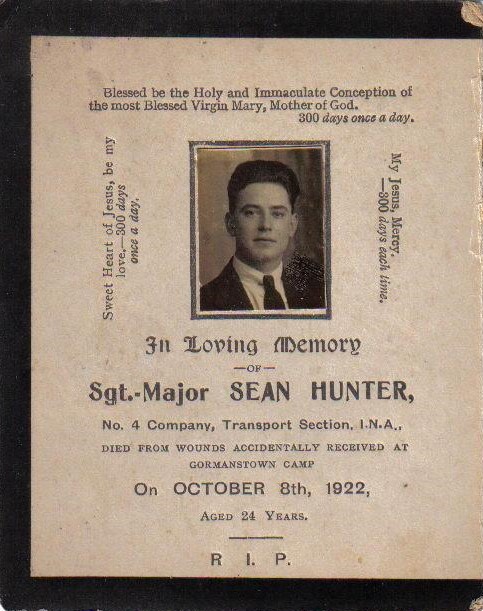 Blessed be the Holy and Immaculate Conception of
the most Blessed Virgin Mary, Mother of God.
300 days once a day.
Sweet Heart of Jesus, be my
love.—300 days
once a day.
My Jesus, Mercy.
—300 days each time.
In Loving Memory
—OF—
Sgt.-Major SEAN HUNTER,
No. 4 Company, Transport Section, I.N.A.,
DIED FROM WOUNDS ACCIDENTALLY RECEIVED AT
GORMANSTOWN CAMP
On OCTOBER 8th, 1922,
AGED 24 YEARS.
R. I. P.